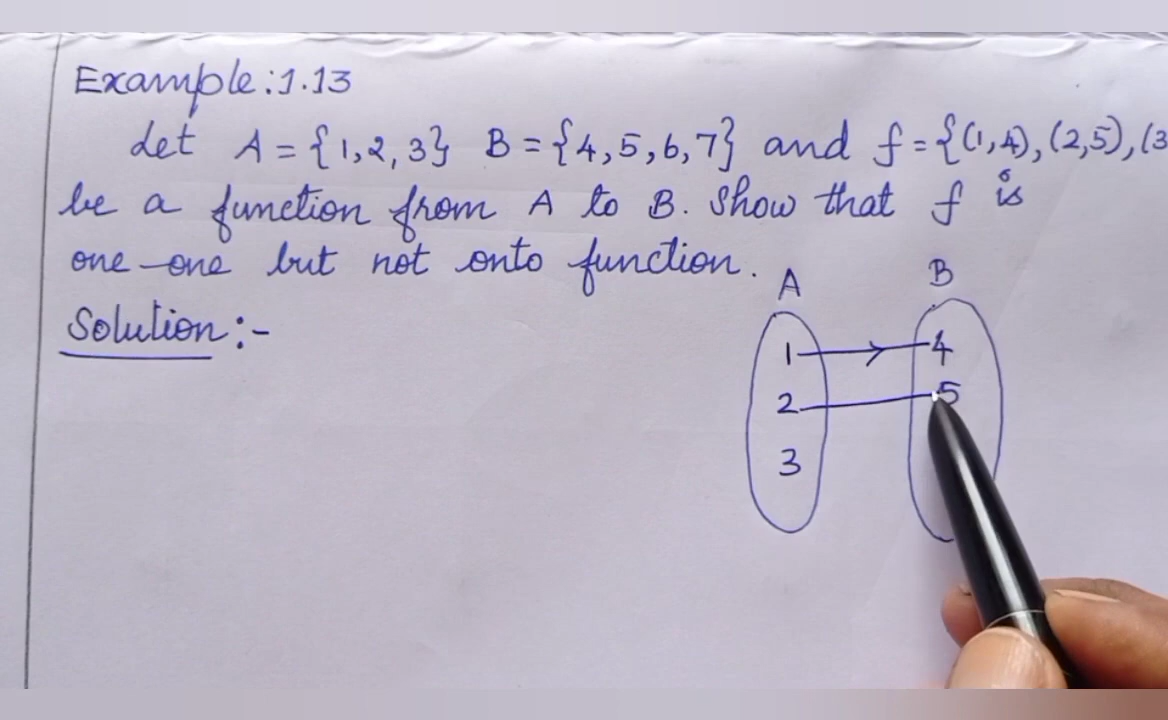 Example:1.13
Let A = {1,2,3} B = {4,5,6,7} and f = {(1,4), (2,5), (3
be a function from A to B. Show that f is
one-one but not onto function.
A B
Solution:-
1 4
2 5
3